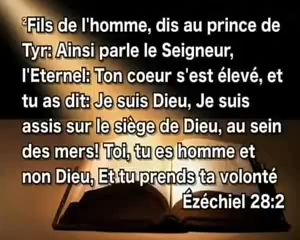 ²Fils de l'homme, dis au prince de
Tyr: Ainsi parle le Seigneur,
l'Eternel: Ton coeur s'est élevé, et
tu as dit: Je suis Dieu, Je suis
assis sur le siège de Dieu, au sein
des mers! Toi, tu es homme et
non Dieu, Et tu prends ta volonté
Ézéchiel 28:2